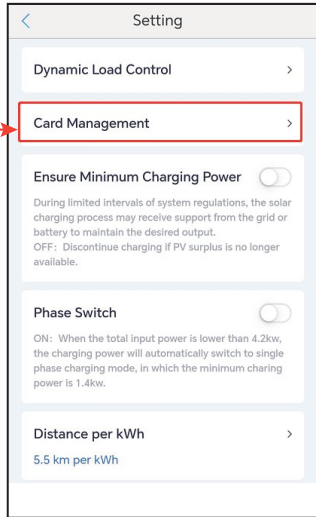 Setting
Dynamic Load Control
Card Management
Ensure Minimum Charging Power
During limited intervals of system regulations, the solar
charging process may receive support from the grid or
battery to maintain the desired output.
OFF: Discontinue charging if PV surplus is no longer
available.
Phase Switch
ON: When the total input power is lower than 4.2kw,
the charging power will automatically switch to single
phase charging mode, in which the minimum charing
power is 1.4kw.
Distance per kWh
5.5 km per kWh